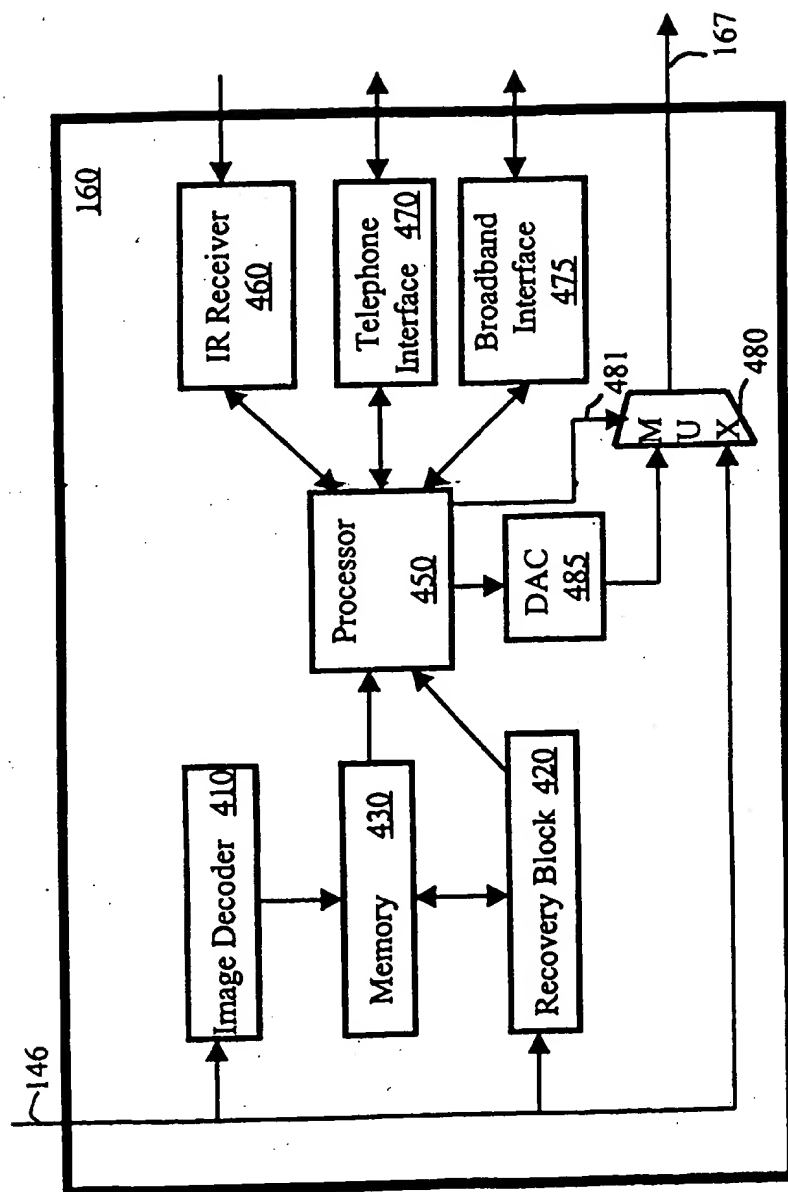 146
160
Image Decoder 410
Memory 430
Recovery Block 420
Processor
450
DAC
485
IR Receiver
460
Telephone
Interface 470
Broadband
Interface
475
481
M
U
X
480
167